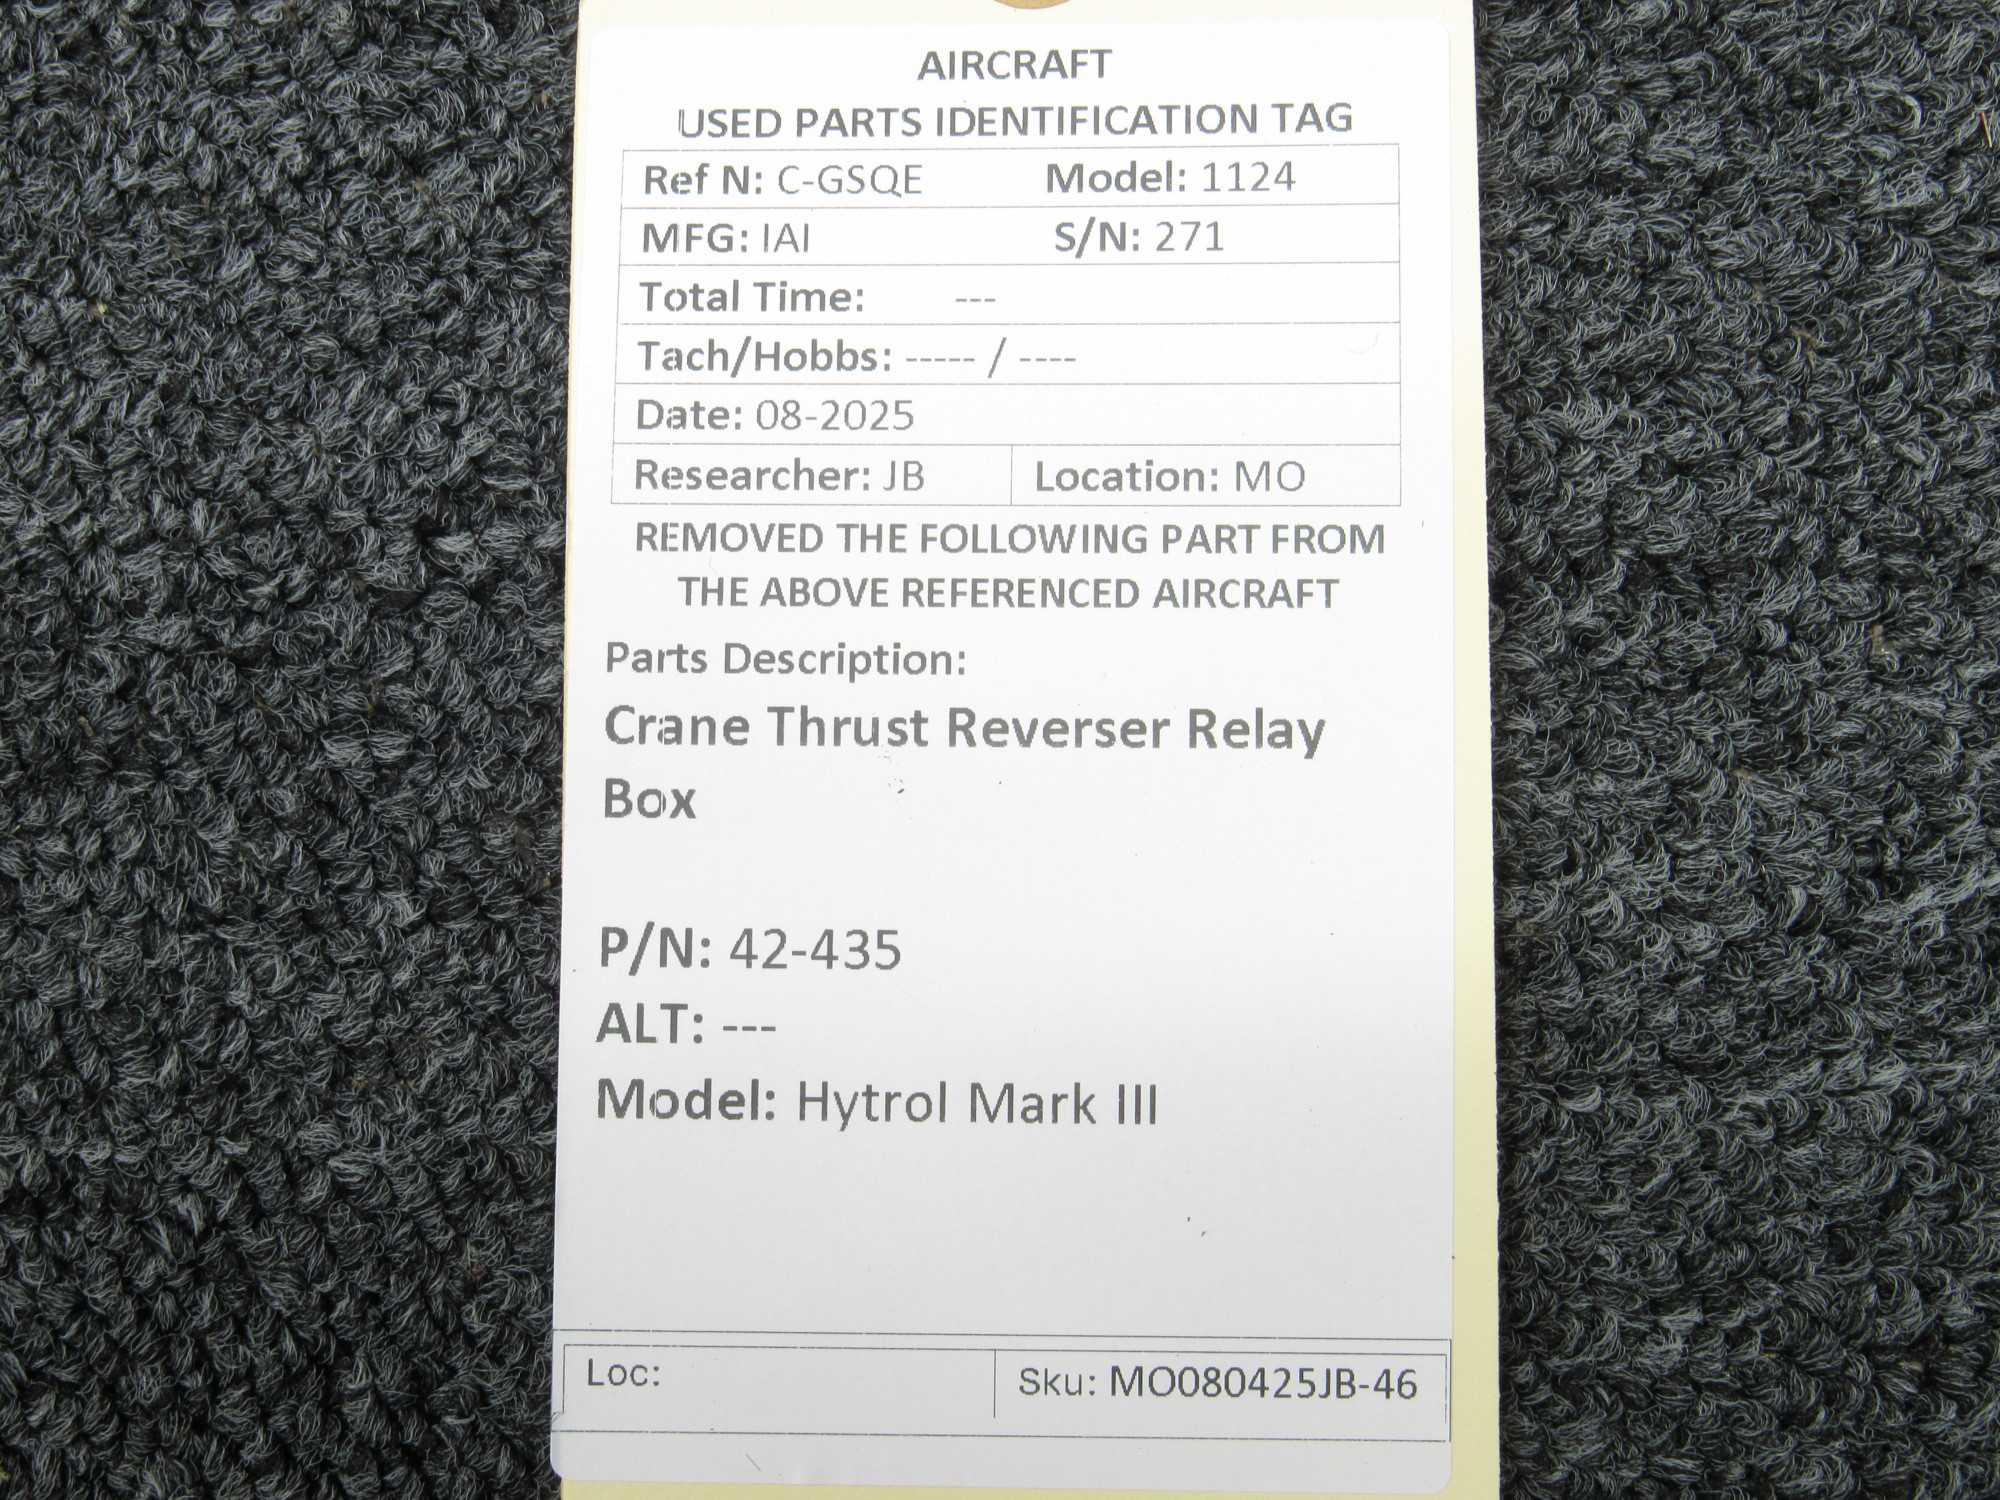 AIRCRAFT
USED PARTS IDENTIFICATION TAG
Ref N: C-GSQE Model: 1124
MFG: IAI S/N: 271
Total Time: ---
Tach/Hobbs: ----- / ----
Date: 08-2025
Researcher: JB Location: MO
REMOVED THE FOLLOWING PART FROM
THE ABOVE REFERENCED AIRCRAFT
Parts Description:
Crane Thrust Reverser Relay
Box
P/N: 42-435
ALT: ---
Model: Hytrol Mark III
Loc: Sku: MO080425JB-46